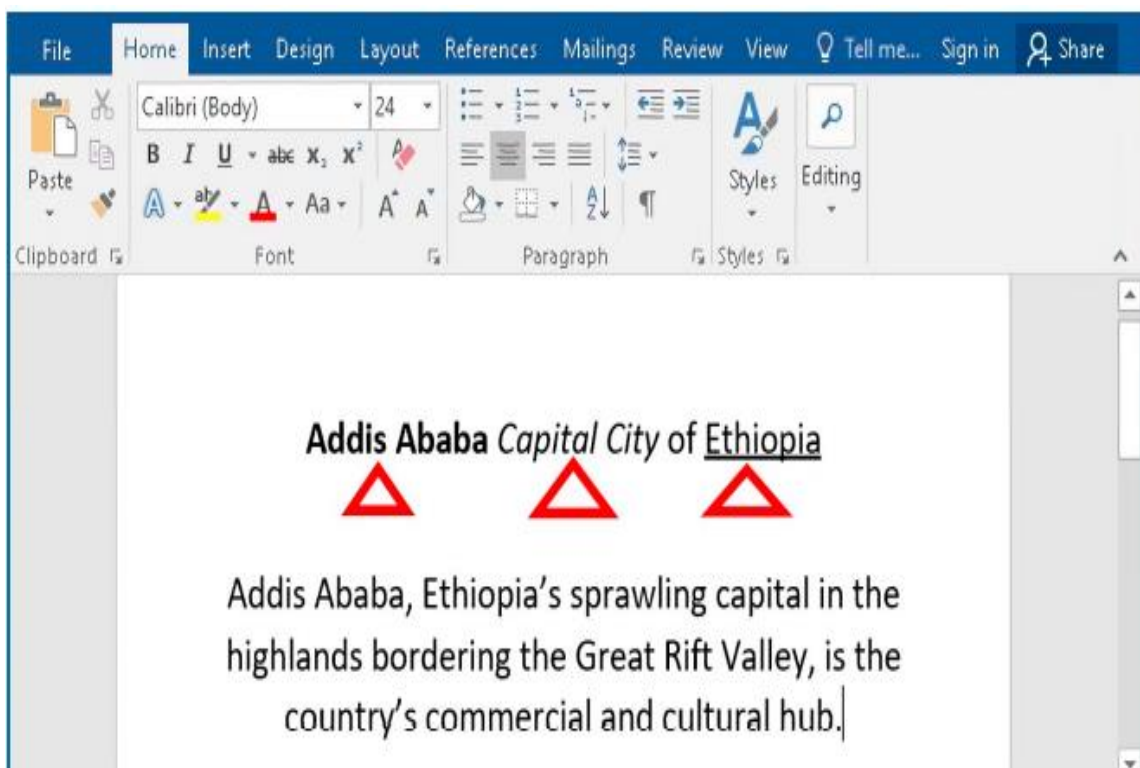 File Home Insert Design Layout References Mailings Review View Tell me... Sign in Share
Calibri (Body) 24
B I U abc X₂ X² A
Paste
A ab A Aa A A A Z ¶
Styles Editing
Clipboard Font Paragraph Styles
Addis Ababa Capital City of Ethiopia
Addis Ababa, Ethiopia’s sprawling capital in the
highlands bordering the Great Rift Valley, is the
country’s commercial and cultural hub.